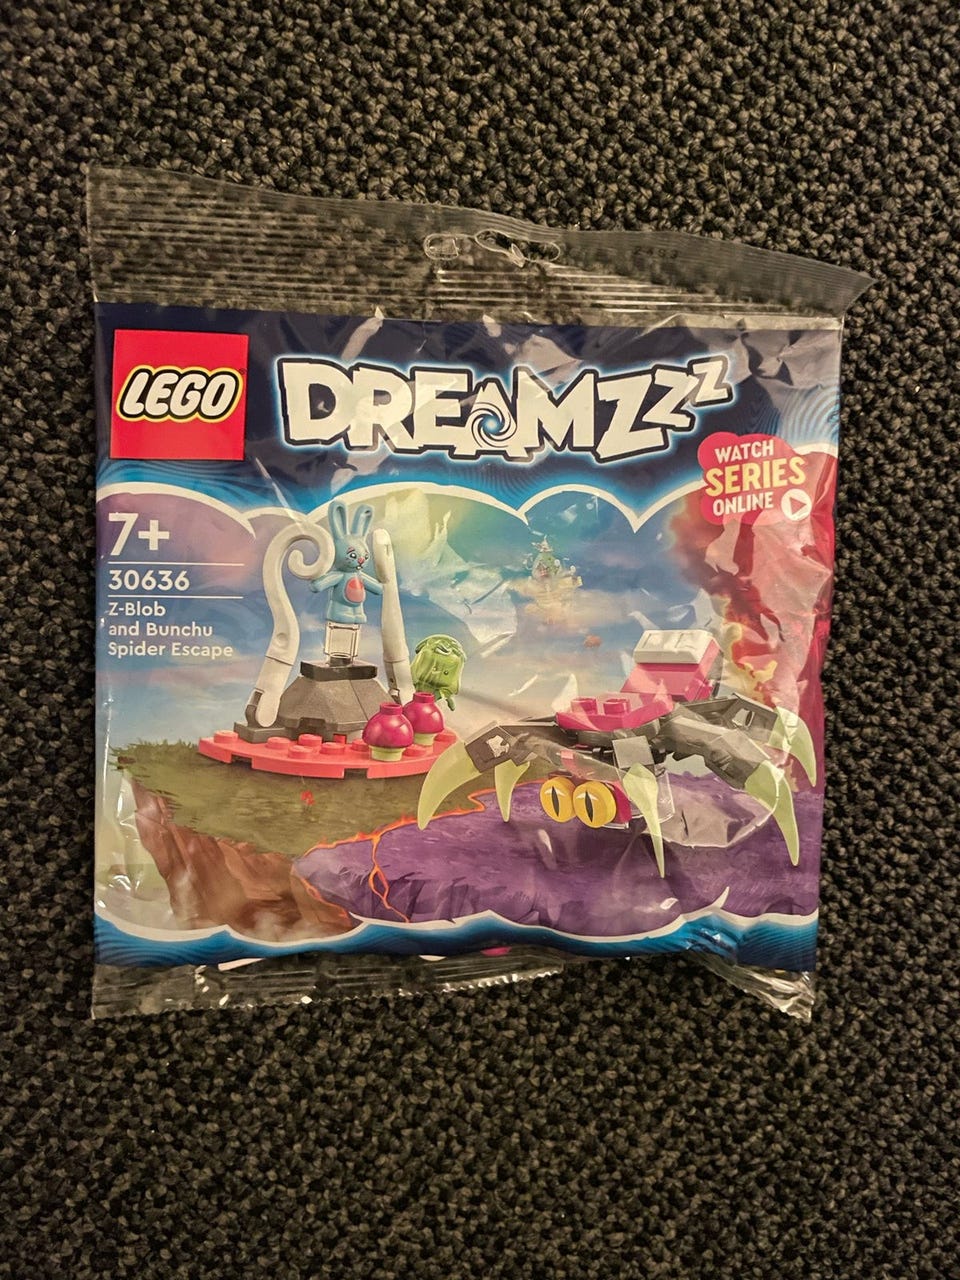 LEGO
DREAMZzz
WATCH
SERIES
ONLINE
7+
30636
Z-Blob
and Bunchu
Spider Escape